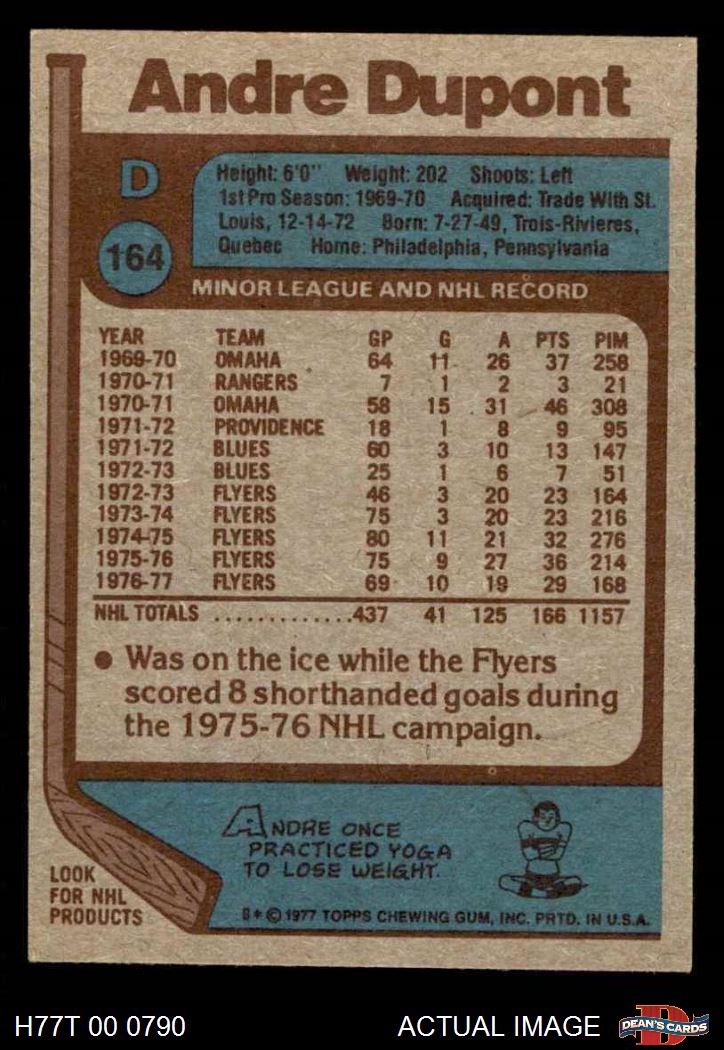 Andre Dupont
D
164
Height: 6'0" Weight: 202 Shoots: Left
1st Pro Season: 1969-70 Acquired: Trade With St.
Louis, 12-14-72 Born: 7-27-49, Trois-Rivieres,
Quebec Home: Philadelphia, Pennsylvania
MINOR LEAGUE AND NHL RECORD
YEAR TEAM GP G A PTS PIM
1969-70 OMAHA 64 11 26 37 258
1970-71 RANGERS 7 1 2 3 21
1970-71 OMAHA 58 15 31 46 308
1971-72 PROVIDENCE 18 1 8 9 95
1971-72 BLUES 60 3 10 13 147
1972-73 BLUES 25 1 6 7 51
1972-73 FLYERS 46 3 20 23 164
1973-74 FLYERS 75 3 20 23 216
1974-75 FLYERS 80 11 21 32 276
1975-76 FLYERS 75 9 27 36 214
1976-77 FLYERS 69 10 19 29 168
NHL TOTALS .............437 41 125 166 1157
● Was on the ice while the Flyers
scored 8 shorthanded goals during
the 1975-76 NHL campaign.
ANDRE ONCE
PRACTICED YOGA
TO LOSE WEIGHT.
LOOK
FOR NHL
PRODUCTS
* © 1977 TOPPS CHEWING GUM, INC. PRTD. IN U.S.A.
H77T 00 0790 ACTUAL IMAGE
DEAN'S CARDS